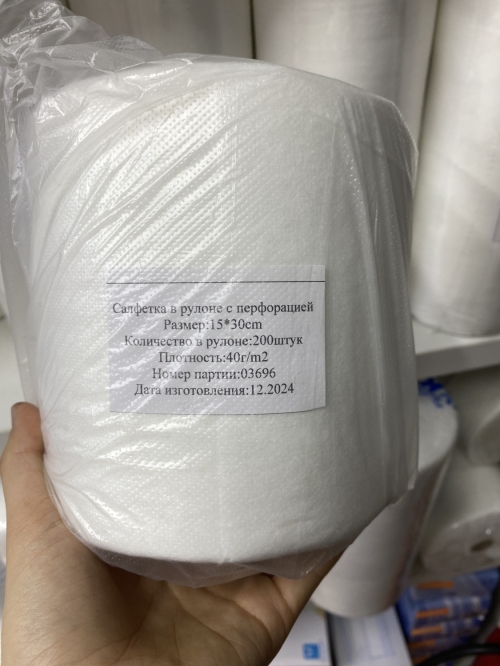 Салфетка в рулоне с перфорацией
Размер:15*30cm
Количество в рулоне:200штук
Плотность:40г/m2
Номер партии:03696
Дата изготовления:12.2024